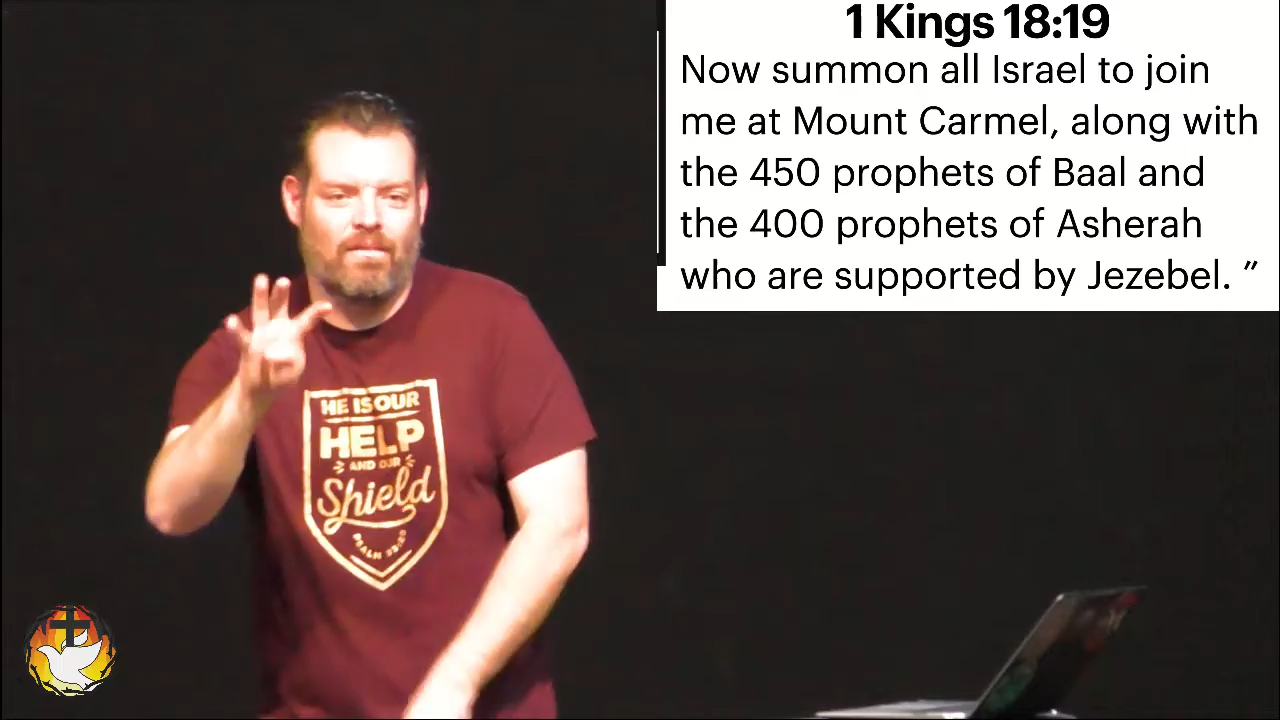 1 Kings 18:19
Now summon all Israel to join
me at Mount Carmel, along with
the 450 prophets of Baal and
the 400 prophets of Asherah
who are supported by Jezebel. ”
HE IS OUR
HELP
AND OUR
Shield
PSALM